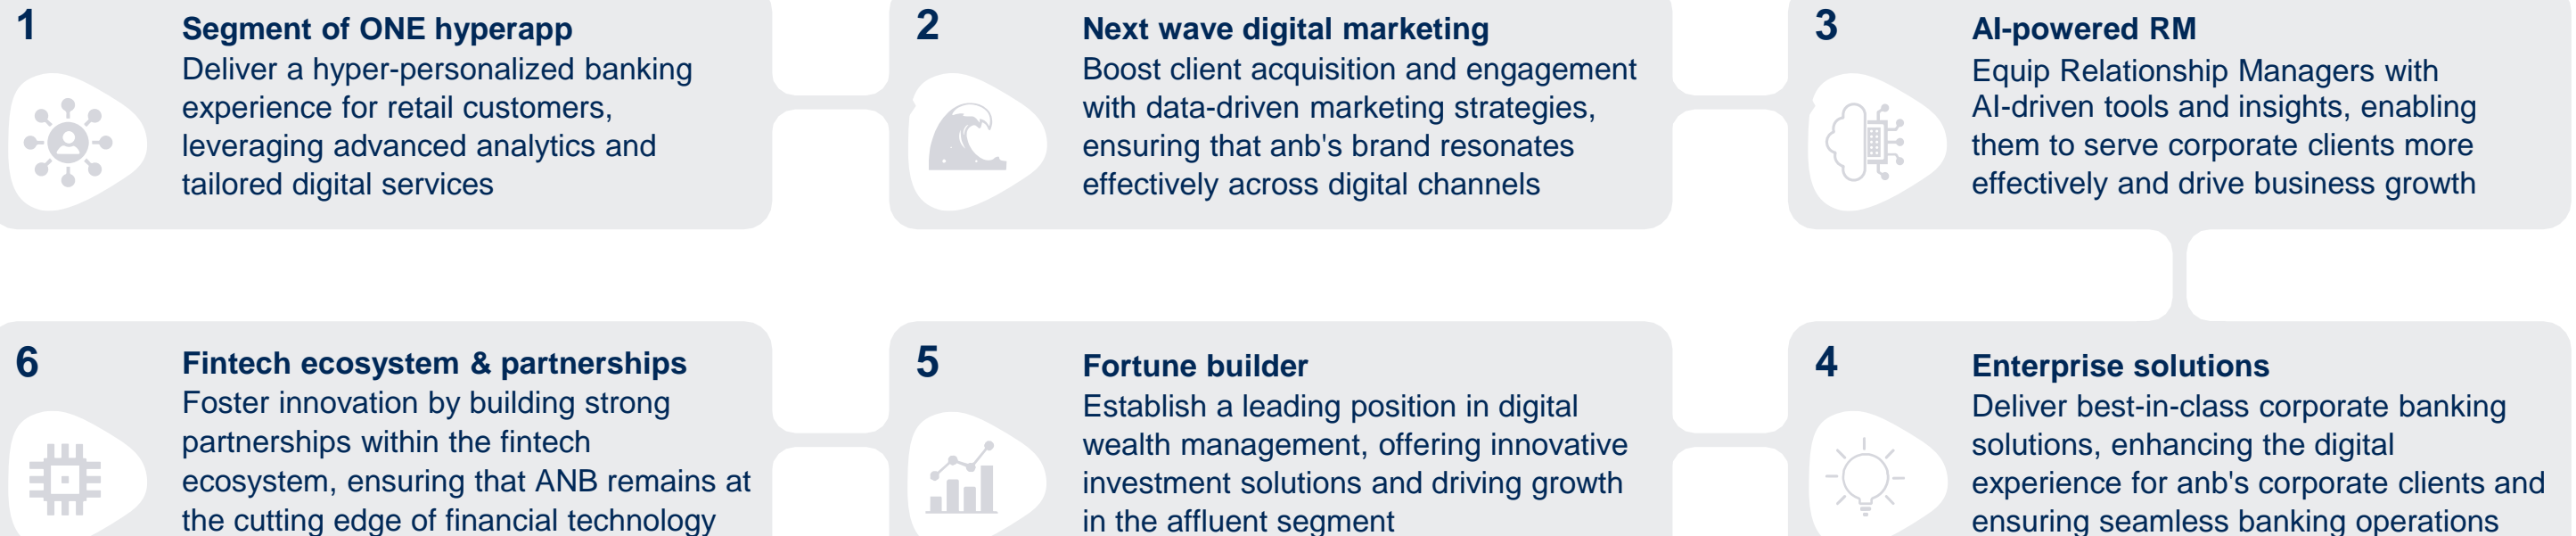 1
Segment of ONE hyperapp
Deliver a hyper-personalized banking
experience for retail customers,
leveraging advanced analytics and
tailored digital services
2
Next wave digital marketing
Boost client acquisition and engagement
with data-driven marketing strategies,
ensuring that anb's brand resonates
effectively across digital channels
3
AI-powered RM
Equip Relationship Managers with
AI-driven tools and insights, enabling
them to serve corporate clients more
effectively and drive business growth
4
Enterprise solutions
Deliver best-in-class corporate banking
solutions, enhancing the digital
experience for anb's corporate clients and
ensuring seamless banking operations
5
Fortune builder
Establish a leading position in digital
wealth management, offering innovative
investment solutions and driving growth
in the affluent segment
6
Fintech ecosystem & partnerships
Foster innovation by building strong
partnerships within the fintech
ecosystem, ensuring that ANB remains at
the cutting edge of financial technology